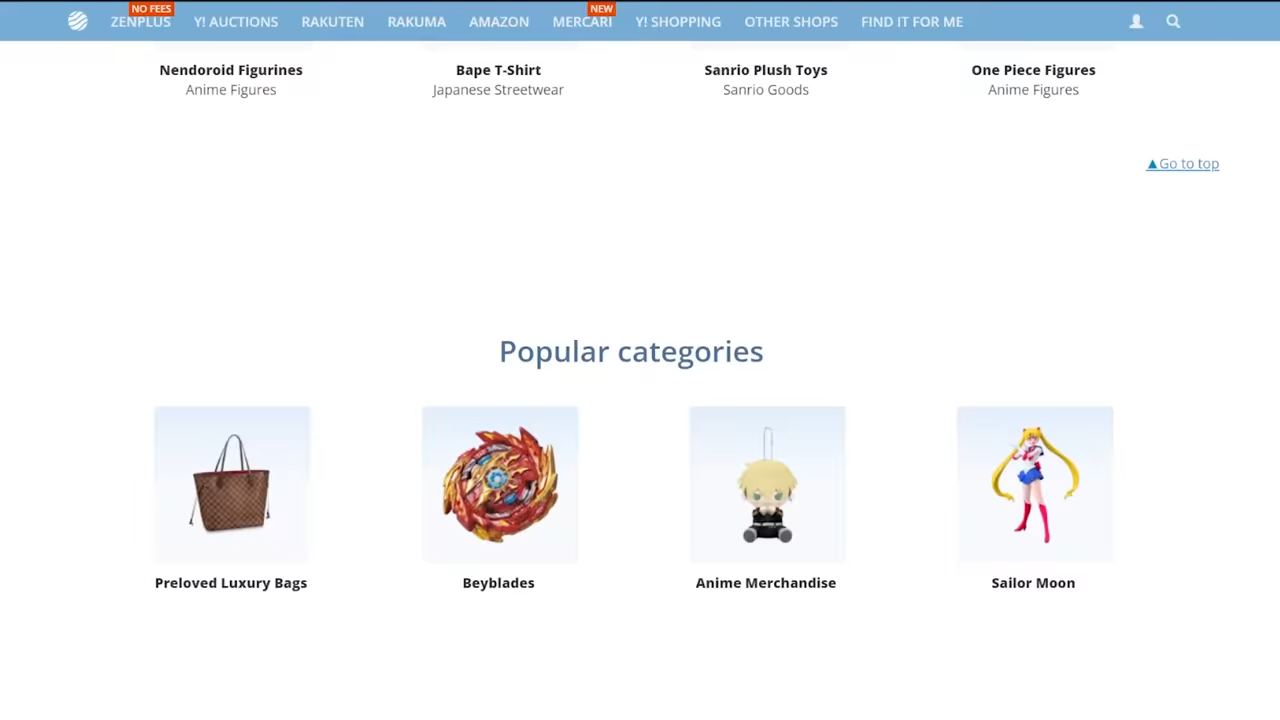 NO FEES
NEW
ZENPLUS Y! AUCTIONS RAKUTEN RAKUMA AMAZON MERCARI Y! SHOPPING OTHER SHOPS FIND IT FOR ME
Nendoroid Figurines Bape T-Shirt Sanrio Plush Toys One Piece Figures
Anime Figures Japanese Streetwear Sanrio Goods Anime Figures
▲Go to top
Popular categories
Preloved Luxury Bags Beyblades Anime Merchandise Sailor Moon